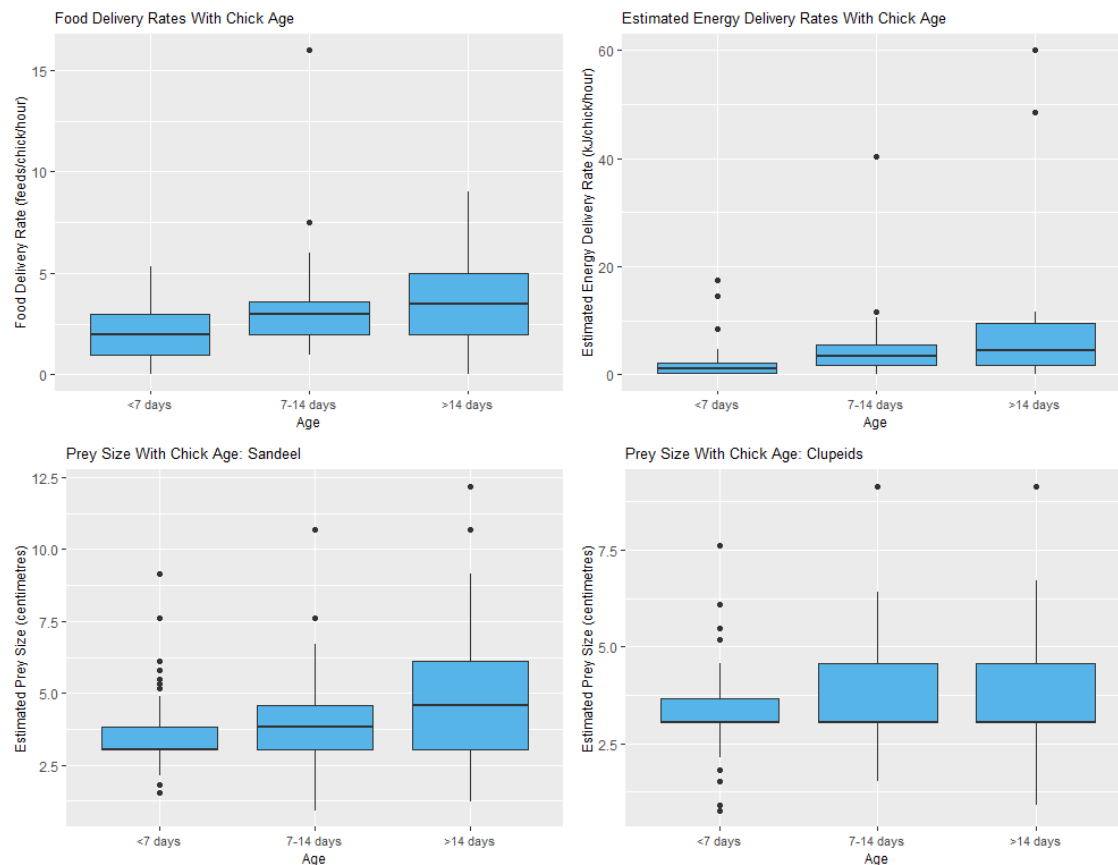 Food Delivery Rates With Chick Age
Food Delivery Rate (feeds/chick/hour)
15
10
5
0
<7 days
7-14 days
>14 days
Age
Estimated Energy Delivery Rates With Chick Age
Estimated Energy Delivery Rate (kJ/chick/hour)
60
40
20
0
<7 days
7-14 days
>14 days
Age
Prey Size With Chick Age: Sandeel
Estimated Prey Size (centimetres)
12.5
10.0
7.5
5.0
2.5
<7 days
7-14 days
>14 days
Age
Prey Size With Chick Age: Clupeids
Estimated Prey Size (centimetres)
7.5
5.0
2.5
<7 days
7-14 days
>14 days
Age